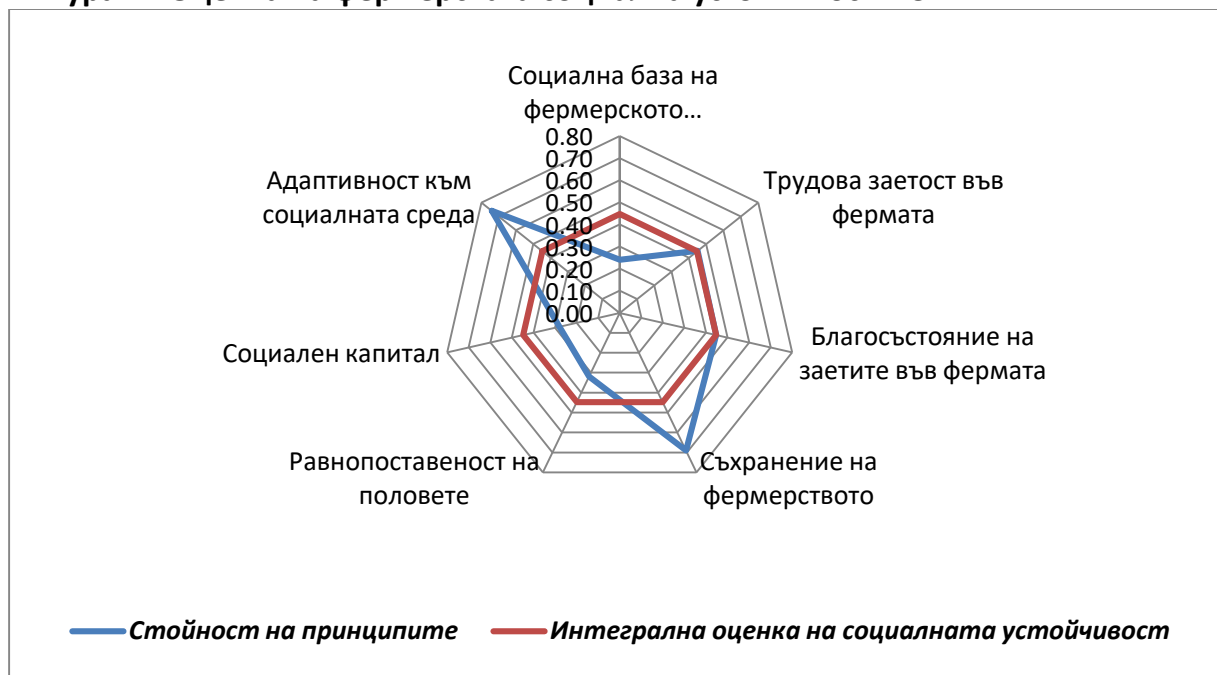 Социална база на
фермерското...
0.80
0.70
0.60
0.50
0.40
0.30
0.20
0.10
0.00
Трудова заетост във
фермата
Благосъстояние на
заетите във фермата
Съхранение на
фермерството
Равнопоставеност на
половете
Социален капитал
Адаптивност към
социалната среда
Стойност на принципите
Интегрална оценка на социалната устойчивост